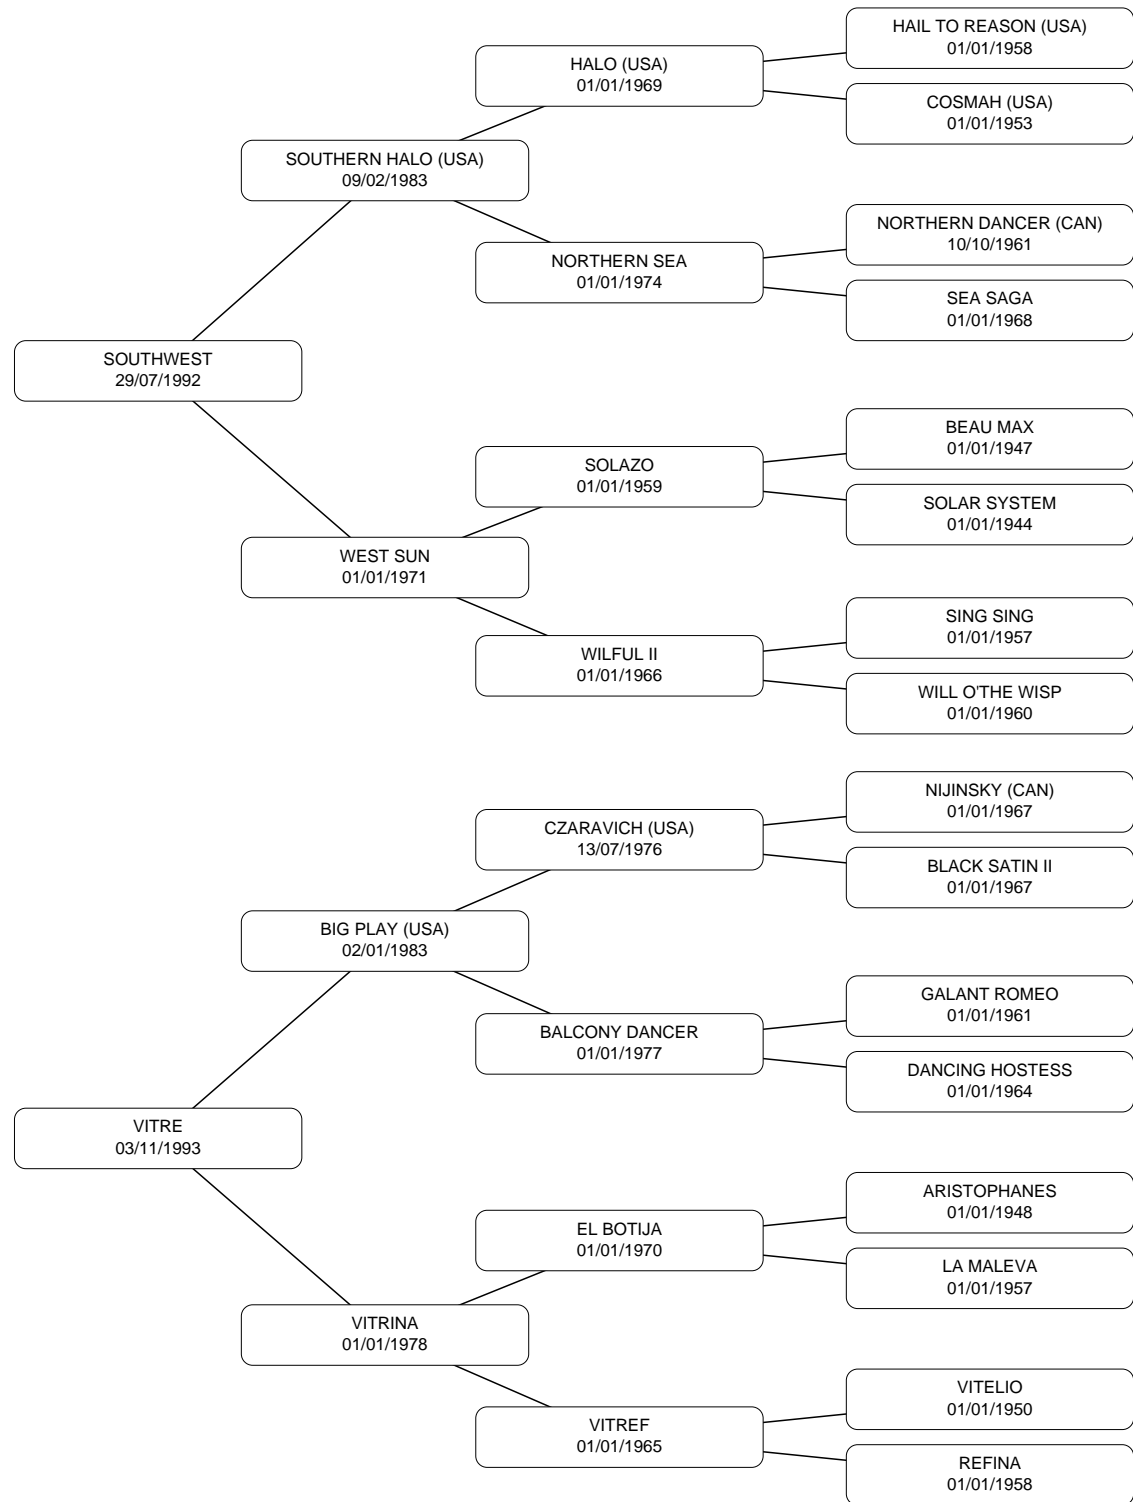 HAIL TO REASON (USA)
01/01/1958
HALO (USA)
01/01/1969
COSMAH (USA)
01/01/1953
SOUTHERN HALO (USA)
09/02/1983
NORTHERN DANCER (CAN)
10/10/1961
NORTHERN SEA
01/01/1974
SEA SAGA
01/01/1968
SOUTHWEST
29/07/1992
BEAU MAX
01/01/1947
SOLAZO
01/01/1959
SOLAR SYSTEM
01/01/1944
WEST SUN
01/01/1971
SING SING
01/01/1957
WILFUL II
01/01/1966
WILL O'THE WISP
01/01/1960
NIJINSKY (CAN)
01/01/1967
CZARAVICH (USA)
13/07/1976
BLACK SATIN II
01/01/1967
BIG PLAY (USA)
02/01/1983
GALANT ROMEO
01/01/1961
BALCONY DANCER
01/01/1977
DANCING HOSTESS
01/01/1964
VITRE
03/11/1993
ARISTOPHANES
01/01/1948
EL BOTIJA
01/01/1970
LA MALEVA
01/01/1957
VITRINA
01/01/1978
VITELIO
01/01/1950
VITREF
01/01/1965
REFINA
01/01/1958